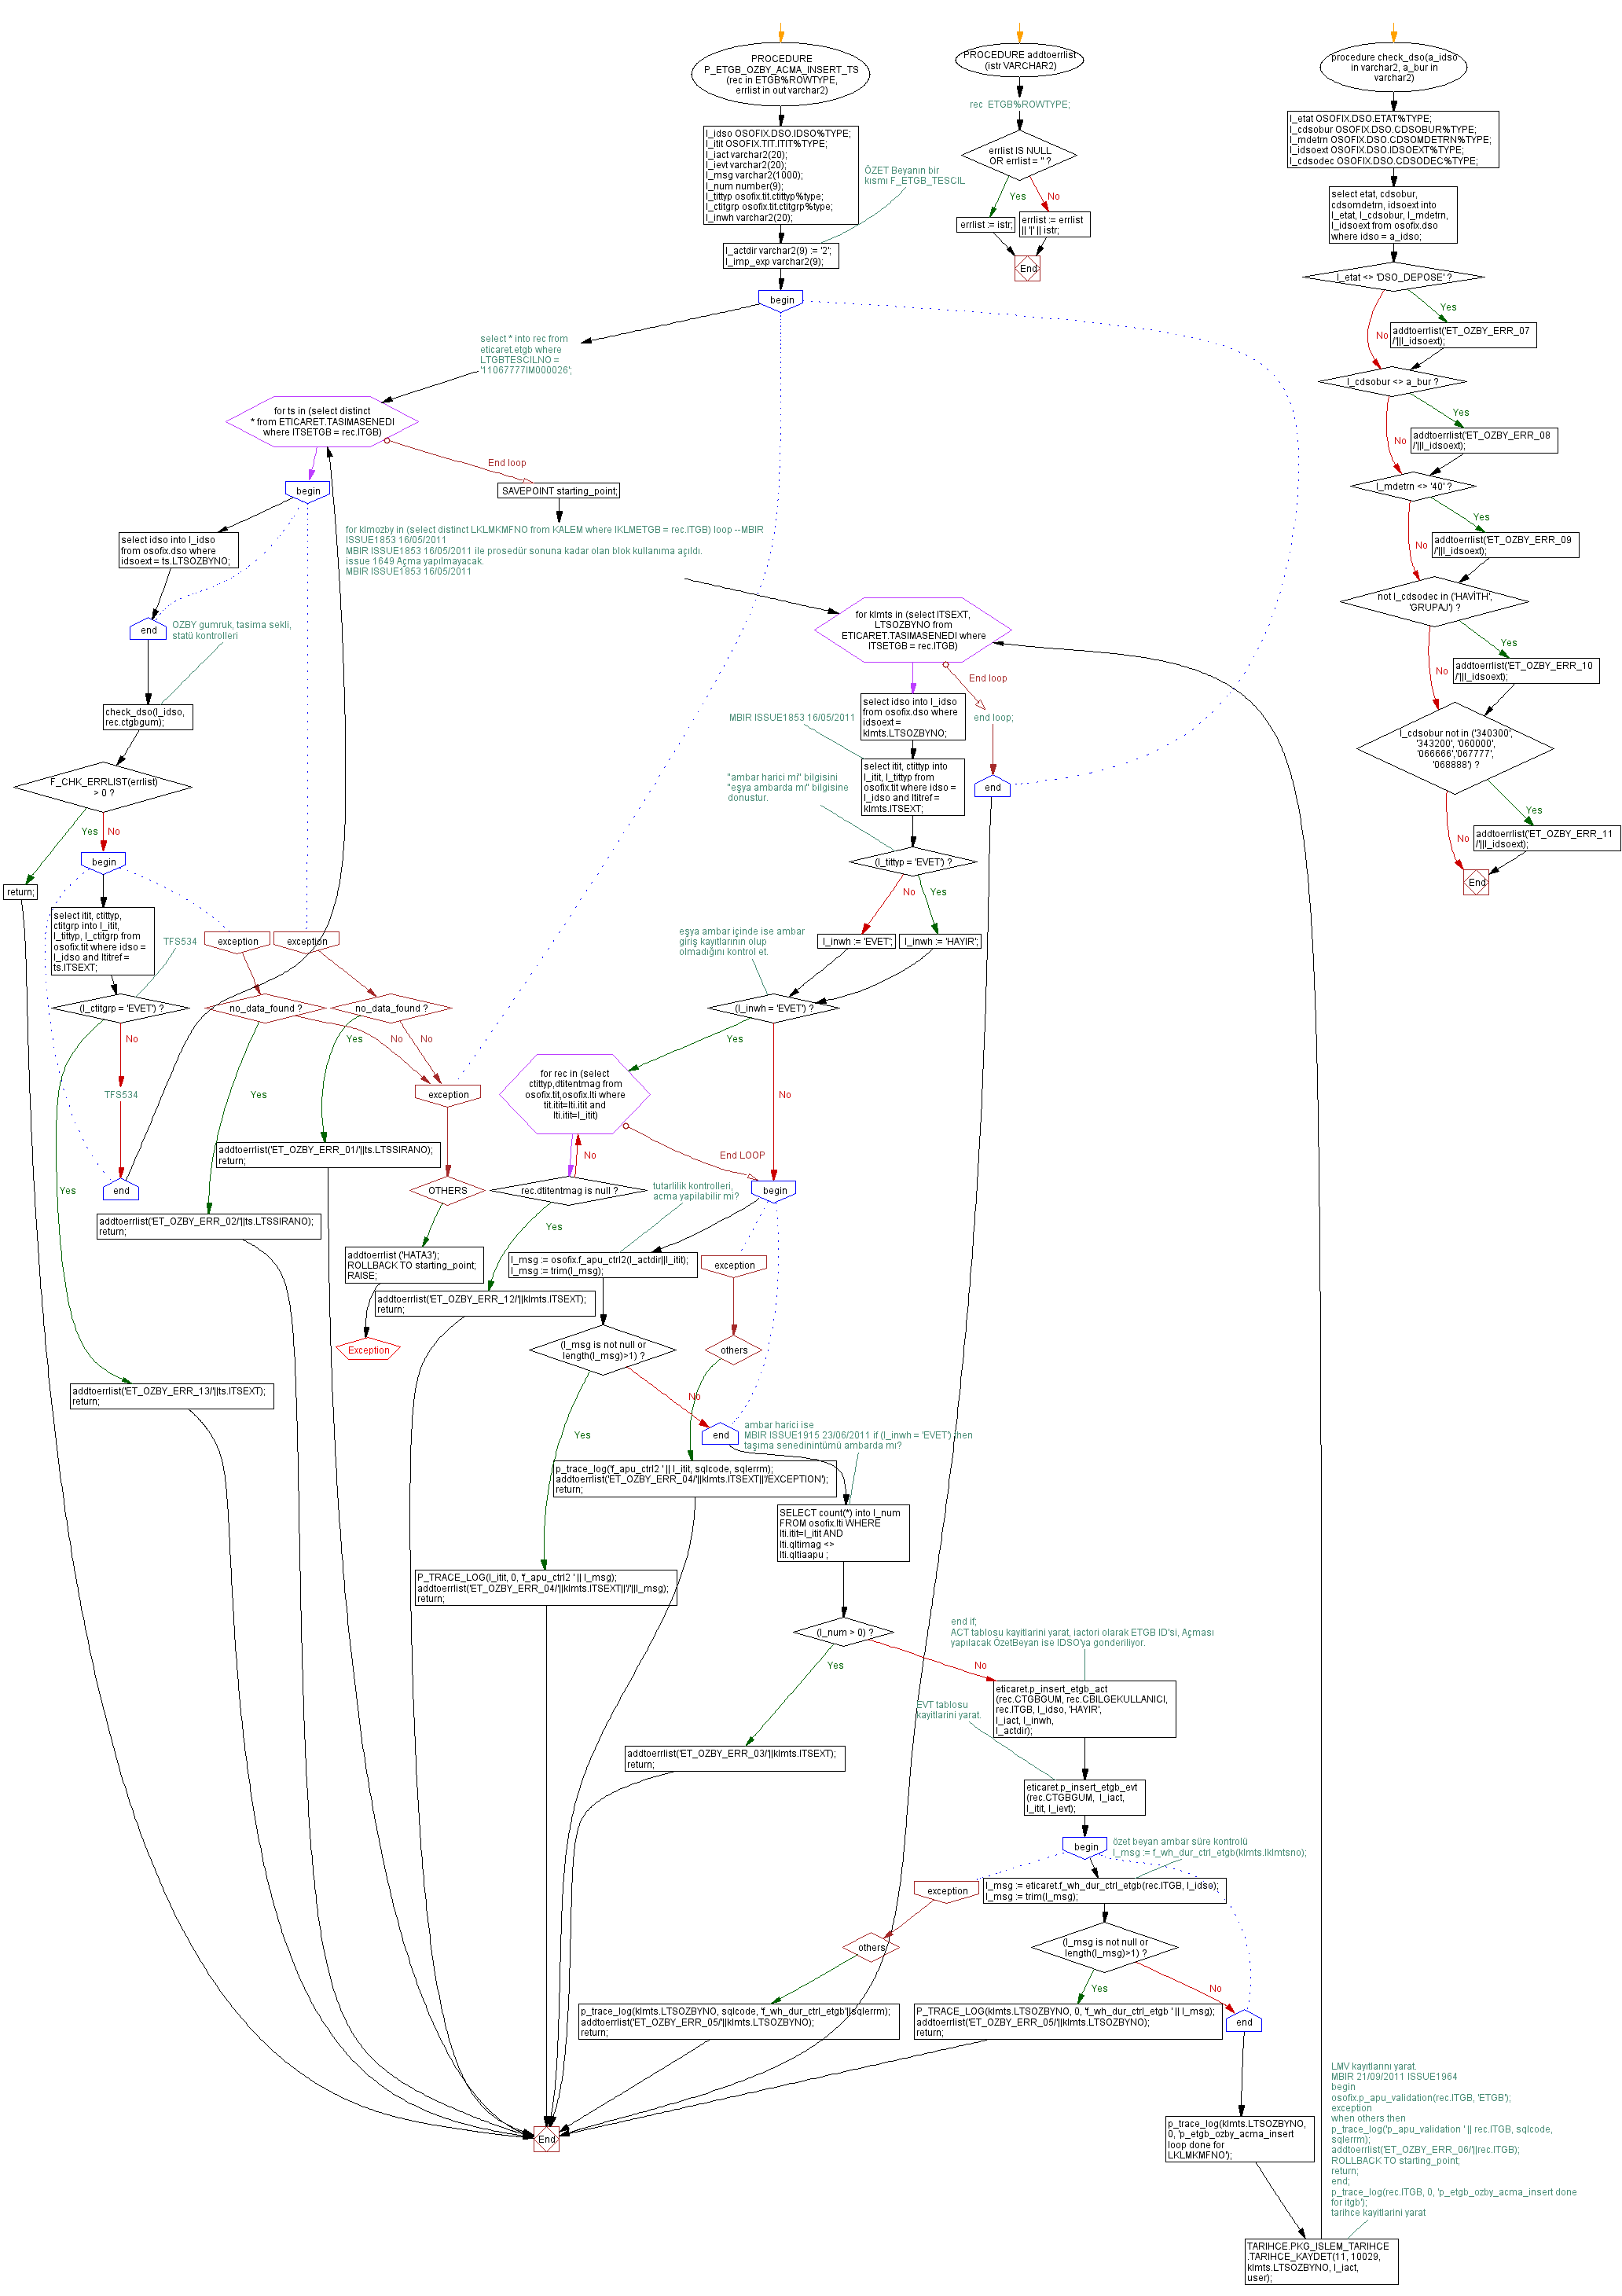 PROCEDURE
P_ETGB_OZBY_ACMA_INSERT_TS
(rec in ETGB%ROWTYPE,
errlist in out varchar2)
l_idso OSOFIX.DSO.IDSO%TYPE;
l_itit OSOFIX.TIT.ITIT%TYPE;
l_iact varchar2(20);
l_ievt varchar2(20);
l_msg varchar2(1000);
l_num number(9);
l_tittyp osofix.tit.ctittyp%type;
l_ctitgrp osofix.tit.ctitgrp%type;
l_inwh varchar2(20);
ÖZET Beyanın bir
kısmı F_ETGB_TESCIL
l_actdir varchar2(9) := '2';
l_imp_exp varchar2(9);
begin
select * into rec from
eticaret.etgb where
LTGBTESCILNO =
'11067777IM000026';
for ts in (select distinct
* from ETICARET.TASIMASENEDI
where ITSETGB = rec.ITGB)
End loop
begin
SAVEPOINT starting_point;
select idso into l_idso
from osofix.dso where
idsoext = ts.LTSOZBYNO;
for klmozby in (select distinct LKLMKMFNO from KALEM where IKLMETGB = rec.ITGB) loop --MBIR
ISSUE1853 16/05/2011
MBIR ISSUE1853 16/05/2011 ile prosedür sonuna kadar olan blok kullanıma açıldı.
issue 1649 Açma yapılmayacak.
MBIR ISSUE1853 16/05/2011
end
OZBY gumruk, tasima sekli,
statü kontrolleri
check_dso(l_idso,
rec.ctgbgum);
F_CHK_ERRLIST(errlist)
> 0 ?
Yes
No
return;
begin
select itit, ctittyp,
ctitgrp into l_itit,
l_tittyp, l_ctitgrp from
osofix.tit where idso =
l_idso and ltitref =
ts.ITSEXT;
TFS534
exception
exception
(l_ctitgrp = 'EVET') ?
no_data_found ?
no_data_found ?
No
Yes
No
No
TFS534
Yes
exception
addtoerrlist('ET_OZBY_ERR_01/'||ts.LTSSIRANO);
return;
Yes
end
OTHERS
addtoerrlist('ET_OZBY_ERR_02/'||ts.LTSSIRANO);
return;
addtoerrlist ('HATA3');
ROLLBACK TO starting_point;
RAISE;
Exception
addtoerrlist('ET_OZBY_ERR_13/'||ts.ITSEXT);
return;
for klmts in (select ITSEXT,
LTSOZBYNO from
ETICARET.TASIMASENEDI where
ITSETGB = rec.ITGB)
End loop
select idso into l_idso
from osofix.dso where
idsoext =
klmts.LTSOZBYNO;
end loop;
MBIR ISSUE1853 16/05/2011
end
select itit, ctittyp into
l_itit, l_tittyp from
osofix.tit where idso =
l_idso and ltitref =
klmts.ITSEXT;
"ambar harici mi" bilgisini
"eşya ambarda mı" bilgisine
donustur.
(l_tittyp = 'EVET') ?
No
Yes
l_inwh := 'EVET';
l_inwh := 'HAYIR';
eşya ambar içinde ise ambar
giriş kayıtlarının olup
olmadığını kontrol et.
(l_inwh = 'EVET') ?
Yes
No
for rec in (select
ctittyp,dtitentmag from
osofix.tit,osofix.lti where
tit.itit=lti.itit and
lti.itit=l_itit)
End LOOP
No
rec.dtitentmag is null ?
begin
tutarlilik kontrolleri,
acma yapilabilir mi?
Yes
l_msg := osofix.f_apu_ctrl2(l_actdir||l_itit);
l_msg := trim(l_msg);
exception
addtoerrlist('ET_OZBY_ERR_12/'||klmts.ITSEXT);
return;
(l_msg is not null or
length(l_msg)>1) ?
others
No
Yes
end
ambar harici ise
MBIR ISSUE1915 23/06/2011 if (l_inwh = 'EVET') then
taşıma senedinintümü ambarda mı?
p_trace_log('f_apu_ctrl2 ' || l_itit, sqlcode, sqlerrm);
addtoerrlist('ET_OZBY_ERR_04/'||klmts.ITSEXT||'/EXCEPTION');
return;
SELECT count(*) into l_num
FROM osofix.lti WHERE
lti.itit=l_itit AND
lti.qltimag <>
lti.qltiaapu ;
P_TRACE_LOG(l_itit, 0, 'f_apu_ctrl2 ' || l_msg);
addtoerrlist('ET_OZBY_ERR_04/'||klmts.ITSEXT||'/'||l_msg);
return;
(l_num > 0) ?
Yes
No
end if;
ACT tablosu kayitlarini yarat, iactori olarak ETGB ID'si, Açması
yapılacak ÖzetBeyan ise IDSO'ya gonderiliyor.
eticaret.p_insert_etgb_act
(rec.CTGBGUM, rec.CBILGEKULLANICI,
rec.ITGB, l_idso, 'HAYIR',
l_iact, l_inwh,
l_actdir);
EVT tablosu
kayitlarini yarat.
addtoerrlist('ET_OZBY_ERR_03/'||klmts.ITSEXT);
return;
eticaret.p_insert_etgb_evt
(rec.CTGBGUM,  l_iact,
l_itit, l_ievt);
begin
özet beyan ambar süre kontrolü
l_msg := f_wh_dur_ctrl_etgb(klmts.lklmtsno);
exception
l_msg := eticaret.f_wh_dur_ctrl_etgb(rec.ITGB, l_idso);
l_msg := trim(l_msg);
others
(l_msg is not null or
length(l_msg)>1) ?
Yes
No
p_trace_log(klmts.LTSOZBYNO, sqlcode, 'f_wh_dur_ctrl_etgb'||sqlerrm);
addtoerrlist('ET_OZBY_ERR_05/'||klmts.LTSOZBYNO);
return;
P_TRACE_LOG(klmts.LTSOZBYNO, 0, 'f_wh_dur_ctrl_etgb ' || l_msg);
addtoerrlist('ET_OZBY_ERR_05/'||klmts.LTSOZBYNO);
return;
end
End
p_trace_log(klmts.LTSOZBYNO,
0, 'p_etgb_ozby_acma_insert
loop done for
LKLMKMFNO');
LMV kayıtlarını yarat.
MBIR 21/09/2011 ISSUE1964
begin
osofix.p_apu_validation(rec.ITGB, 'ETGB');
exception
when others then
p_trace_log('p_apu_validation ' || rec.ITGB, sqlcode,
sqlerrm);
addtoerrlist('ET_OZBY_ERR_06/'||rec.ITGB);
ROLLBACK TO starting_point;
return;
end;
p_trace_log(rec.ITGB, 0, 'p_etgb_ozby_acma_insert done
for itgb');
tarihce kayitlarini yarat
TARIHCE.PKG_ISLEM_TARIHCE
.TARIHCE_KAYDET(11, 10029,
klmts.LTSOZBYNO, l_iact,
user);
PROCEDURE addtoerrlist
(istr VARCHAR2)
rec  ETGB%ROWTYPE;
errlist IS NULL
OR errlist = '' ?
Yes
No
errlist := istr;
errlist := errlist
|| '|' || istr;
End
procedure check_dso(a_idso
in varchar2, a_bur in
varchar2)
l_etat OSOFIX.DSO.ETAT%TYPE;
l_cdsobur OSOFIX.DSO.CDSOBUR%TYPE;
l_mdetrn OSOFIX.DSO.CDSOMDETRN%TYPE;
l_idsoext OSOFIX.DSO.IDSOEXT%TYPE;
l_cdsodec OSOFIX.DSO.CDSODEC%TYPE;
select etat, cdsobur,
cdsomdetrn, idsoext into
l_etat, l_cdsobur, l_mdetrn,
l_idsoext from osofix.dso
where idso = a_idso;
l_etat <> 'DSO_DEPOSE' ?
Yes
No
addtoerrlist('ET_OZBY_ERR_07
/'||l_idsoext);
l_cdsobur <> a_bur ?
Yes
No
addtoerrlist('ET_OZBY_ERR_08
/'||l_idsoext);
l_mdetrn <> '40' ?
Yes
No
addtoerrlist('ET_OZBY_ERR_09
/'||l_idsoext);
not l_cdsodec in ('HAVİTH',
'GRUPAJ') ?
Yes
No
addtoerrlist('ET_OZBY_ERR_10
/'||l_idsoext);
l_cdsobur not in ('340300',
'343200', '060000',
'066666','067777',
'068888') ?
Yes
No
addtoerrlist('ET_OZBY_ERR_11
/'||l_idsoext);
End